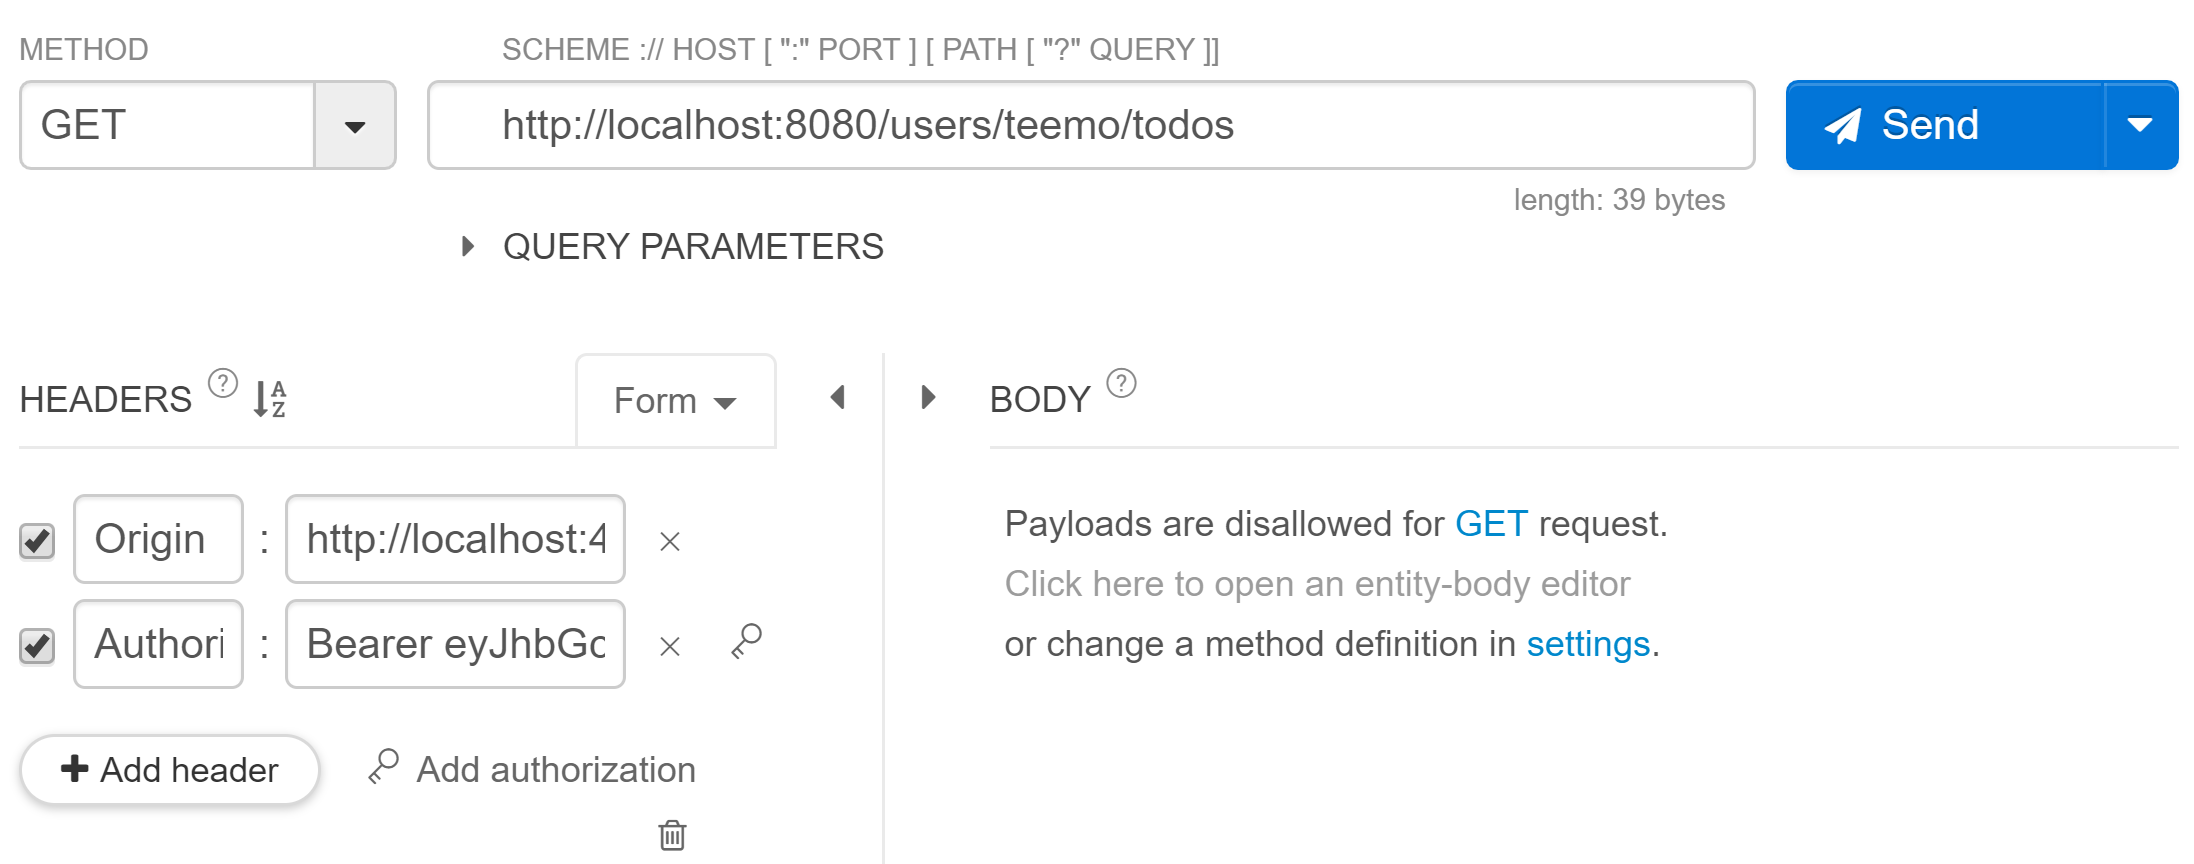 METHOD
SCHEME :// HOST [ ":" PORT ] [ PATH [ "?" QUERY ]]
GET
http://localhost:8080/users/teemo/todos
Send
length: 39 bytes
QUERY PARAMETERS
HEADERS ? A Z
Form
BODY ?
Origin : http://localhost:4
Payloads are disallowed for GET request.
Click here to open an entity-body editor
or change a method definition in settings.
Authori : Bearer eyJhbGc
Add header
Add authorization